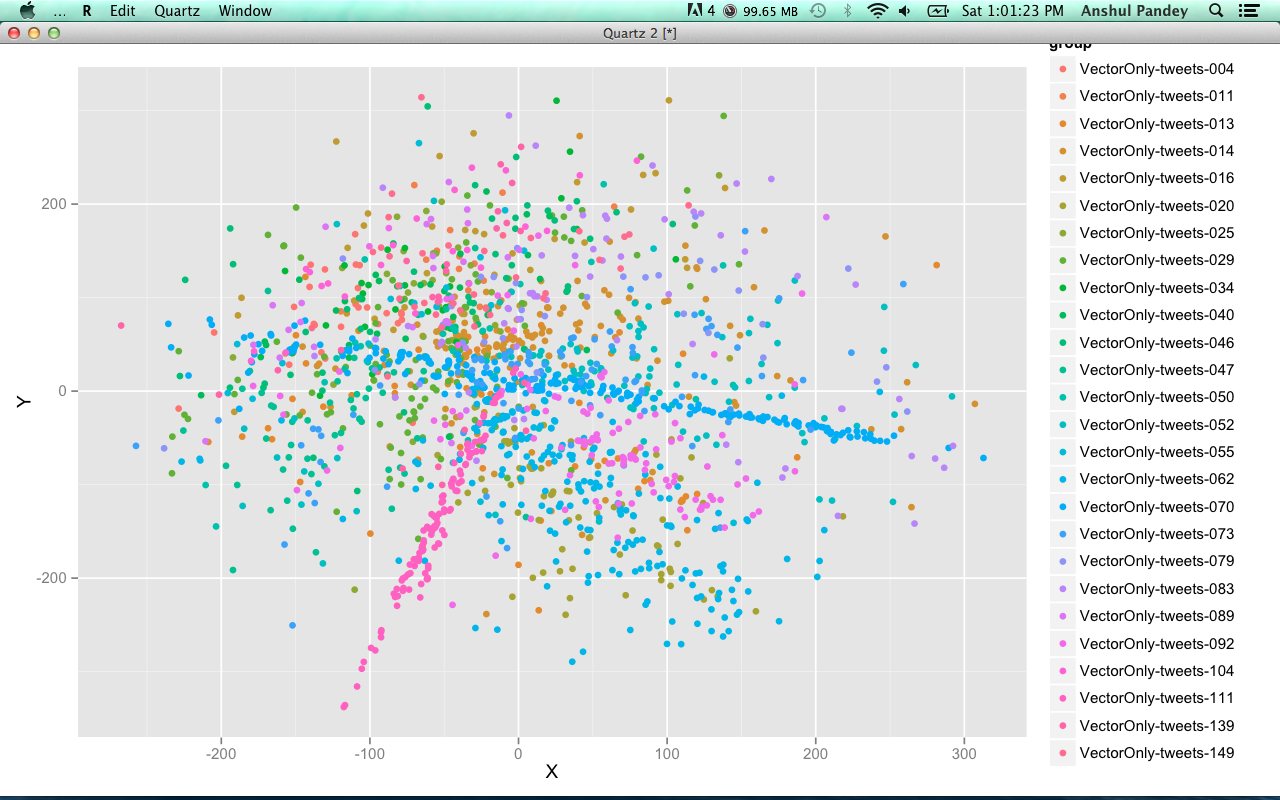 ... R Edit Quartz Window 4 99.65 MB Sat 1:01:23 PM Anshul Pandey
Quartz 2 [*]
group
VectorOnly-tweets-004
VectorOnly-tweets-011
VectorOnly-tweets-013
VectorOnly-tweets-014
VectorOnly-tweets-016
VectorOnly-tweets-020
VectorOnly-tweets-025
VectorOnly-tweets-029
VectorOnly-tweets-034
VectorOnly-tweets-040
VectorOnly-tweets-046
VectorOnly-tweets-047
VectorOnly-tweets-050
VectorOnly-tweets-052
VectorOnly-tweets-055
VectorOnly-tweets-062
VectorOnly-tweets-070
VectorOnly-tweets-073
VectorOnly-tweets-079
VectorOnly-tweets-083
VectorOnly-tweets-089
VectorOnly-tweets-092
VectorOnly-tweets-104
VectorOnly-tweets-111
VectorOnly-tweets-139
VectorOnly-tweets-149
200
0
-200
Y
-200 -100 0 100 200 300
X